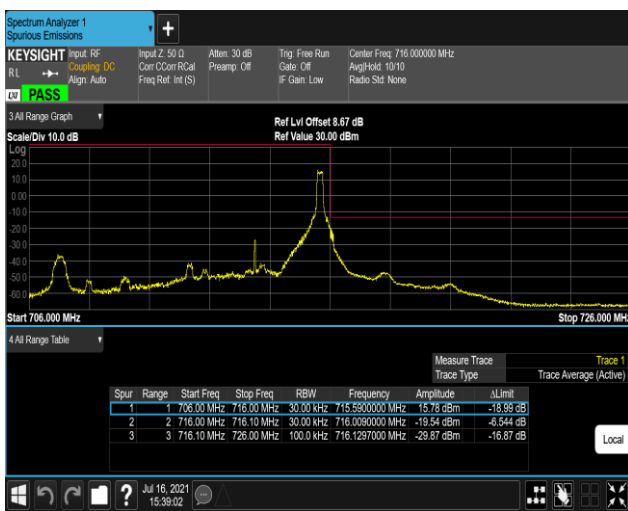 Spectrum Analyzer 1
Spurious Emissions
+
KEYSIGHT Input: RF Input Z: 50 Ω Atten: 30 dB Trig: Free Run Center Freq: 716.000000 MHz
RL Coupling: DC Corr CCorr RCal Preamp: Off Gate: Off Avg|Hold: 10/10
Align: Auto Freq Ref: Int (S) IF Gain: Low Radio Std: None
LXI PASS
3 All Range Graph
Ref Lvl Offset 8.67 dB
Scale/Div 10.0 dB Ref Value 30.00 dBm
Log
20.0
10.0
0.00
-10.0
-20.0
-30.0
-40.0
-50.0
-60.0
Start 706.000 MHz Stop 726.000 MHz
4 All Range Table
Measure Trace Trace 1
Trace Type Trace Average (Active)
Spur Range Start Freq Stop Freq RBW Frequency Amplitude ΔLimit
1 1 706.00 MHz 716.00 MHz 30.00 kHz 715.5900000 MHz 15.78 dBm -18.99 dB
2 2 716.00 MHz 716.10 MHz 30.00 kHz 716.0090000 MHz -19.54 dBm -6.544 dB
3 3 716.10 MHz 726.00 MHz 100.0 kHz 716.1297000 MHz -29.87 dBm -16.87 dB
Local
? Jul 16, 2021
15:39:02